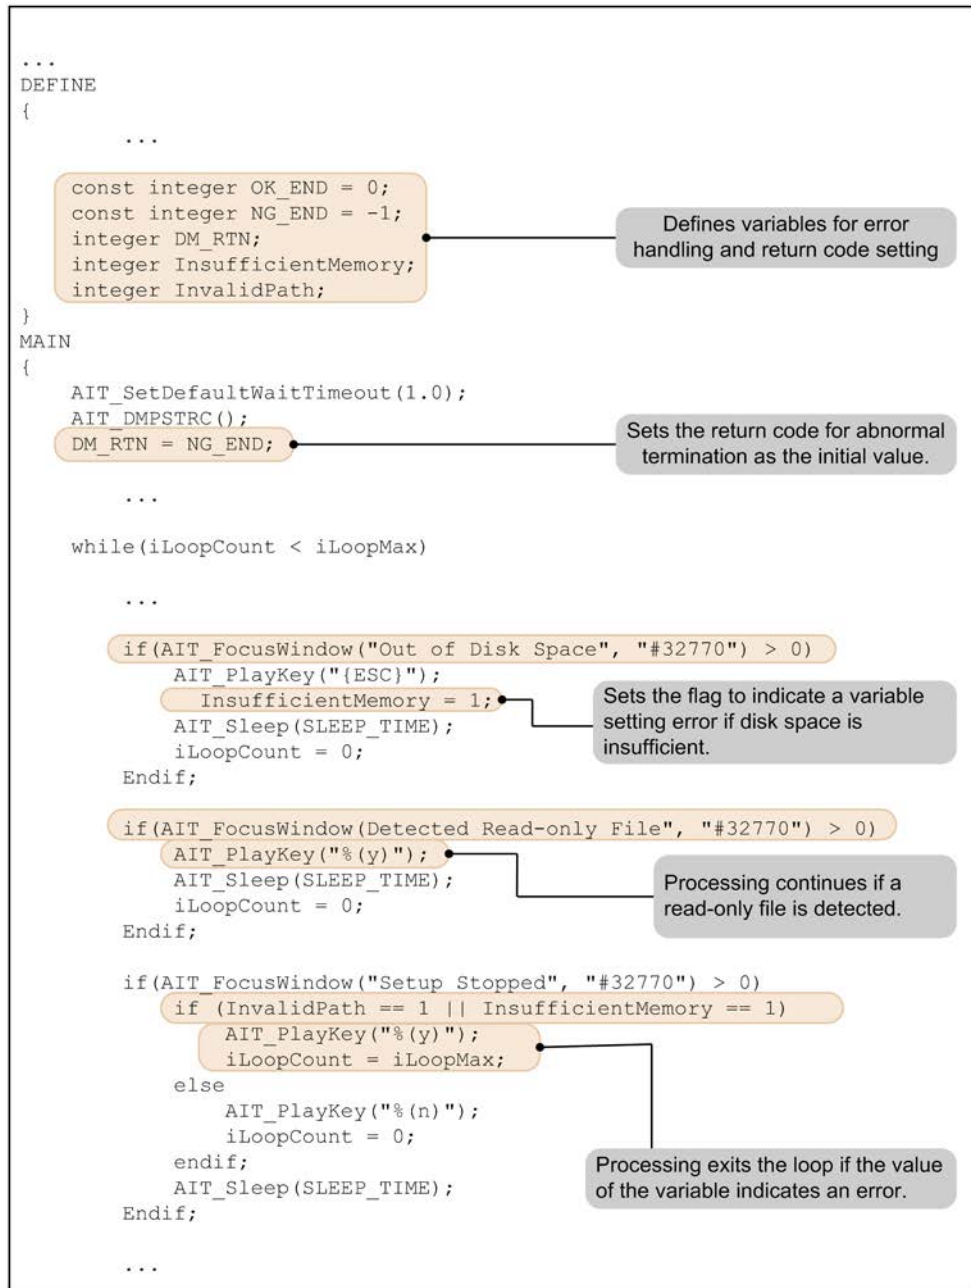 ...
DEFINE
{
...
const integer OK_END = 0;
const integer NG_END = -1;
integer DM_RTN;
integer InsufficientMemory;
integer InvalidPath;
Defines variables for error
handling and return code setting
}
MAIN
{
AIT_SetDefaultWaitTimeout(1.0);
AIT_DMPSTRC();
DM_RTN = NG_END;
Sets the return code for abnormal
termination as the initial value.
...
while(iLoopCount < iLoopMax)
...
if(AIT_FocusWindow("Out of Disk Space", "#32770") > 0)
AIT_PlayKey("{ESC}");
InsufficientMemory = 1;
AIT_Sleep(SLEEP_TIME);
iLoopCount = 0;
Endif;
Sets the flag to indicate a variable
setting error if disk space is
insufficient.
if(AIT_FocusWindow(Detected Read-only File", "#32770") > 0)
AIT_PlayKey("%(y)");
AIT_Sleep(SLEEP_TIME);
iLoopCount = 0;
Endif;
Processing continues if a
read-only file is detected.
if(AIT_FocusWindow("Setup Stopped", "#32770") > 0)
if (InvalidPath == 1 || InsufficientMemory == 1)
AIT_PlayKey("%(y)");
iLoopCount = iLoopMax;
else
AIT_PlayKey("%(n)");
iLoopCount = 0;
endif;
AIT_Sleep(SLEEP_TIME);
Endif;
Processing exits the loop if the value
of the variable indicates an error.
...